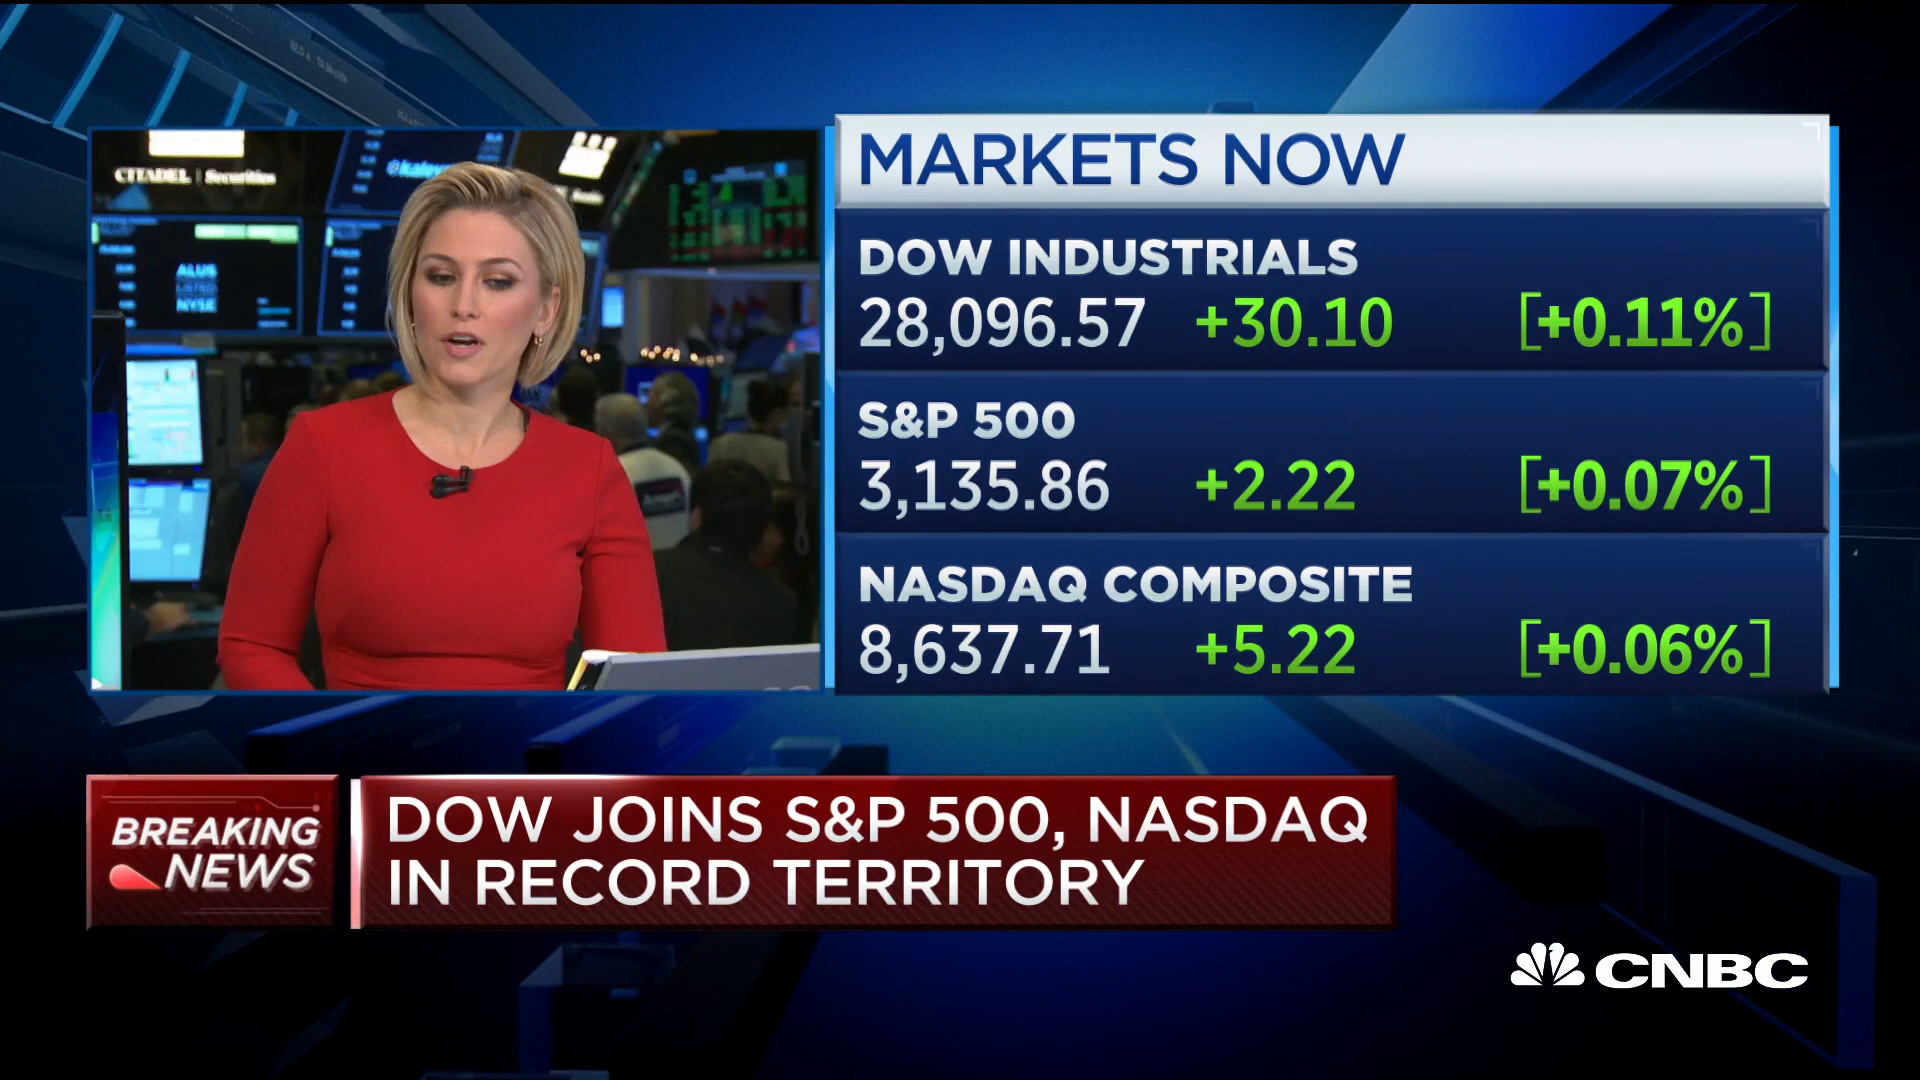 CITADEL | Securities
ALUS
LISTED
NYSE
MARKETS NOW
DOW INDUSTRIALS
28,096.57 +30.10 [+0.11%]
S&P 500
3,135.86 +2.22 [+0.07%]
NASDAQ COMPOSITE
8,637.71 +5.22 [+0.06%]
BREAKING
NEWS
DOW JOINS S&P 500, NASDAQ
IN RECORD TERRITORY
CNBC